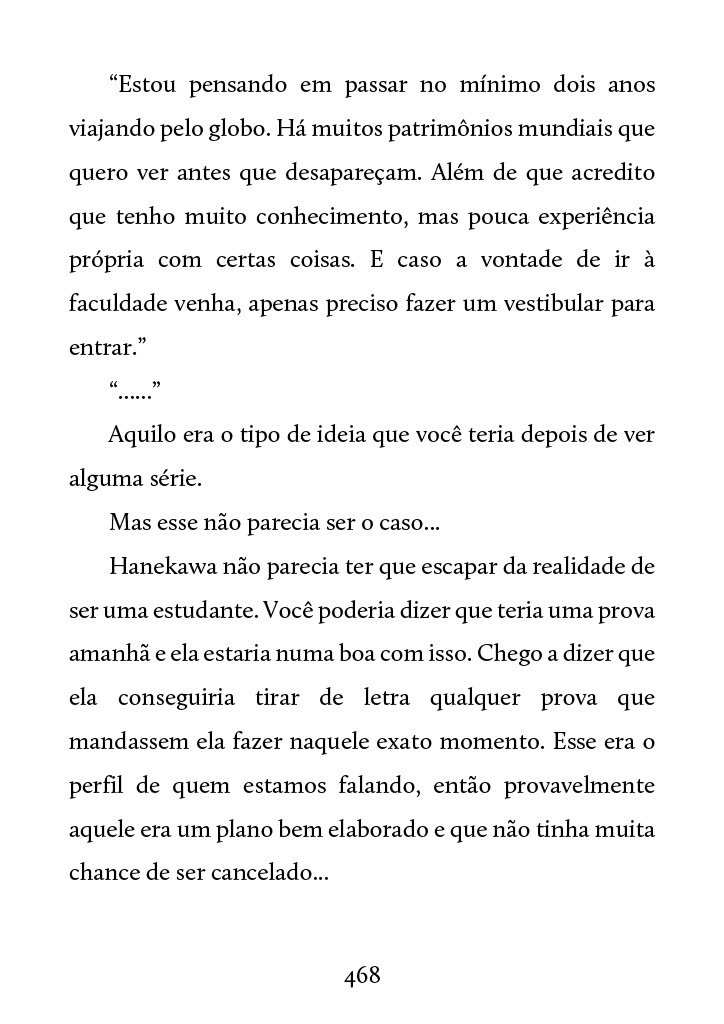 “Estou pensando em passar no mínimo dois anos
viajando pelo globo. Há muitos patrimônios mundiais que
quero ver antes que desapareçam. Além de que acredito
que tenho muito conhecimento, mas pouca experiência
própria com certas coisas. E caso a vontade de ir à
faculdade venha, apenas preciso fazer um vestibular para
entrar.”
“......”
Aquilo era o tipo de ideia que você teria depois de ver
alguma série.
Mas esse não parecia ser o caso...
Hanekawa não parecia ter que escapar da realidade de
ser uma estudante. Você poderia dizer que teria uma prova
amanhã e ela estaria numa boa com isso. Chego a dizer que
ela conseguiria tirar de letra qualquer prova que
mandassem ela fazer naquele exato momento. Esse era o
perfil de quem estamos falando, então provavelmente
aquele era um plano bem elaborado e que não tinha muita
chance de ser cancelado...
468